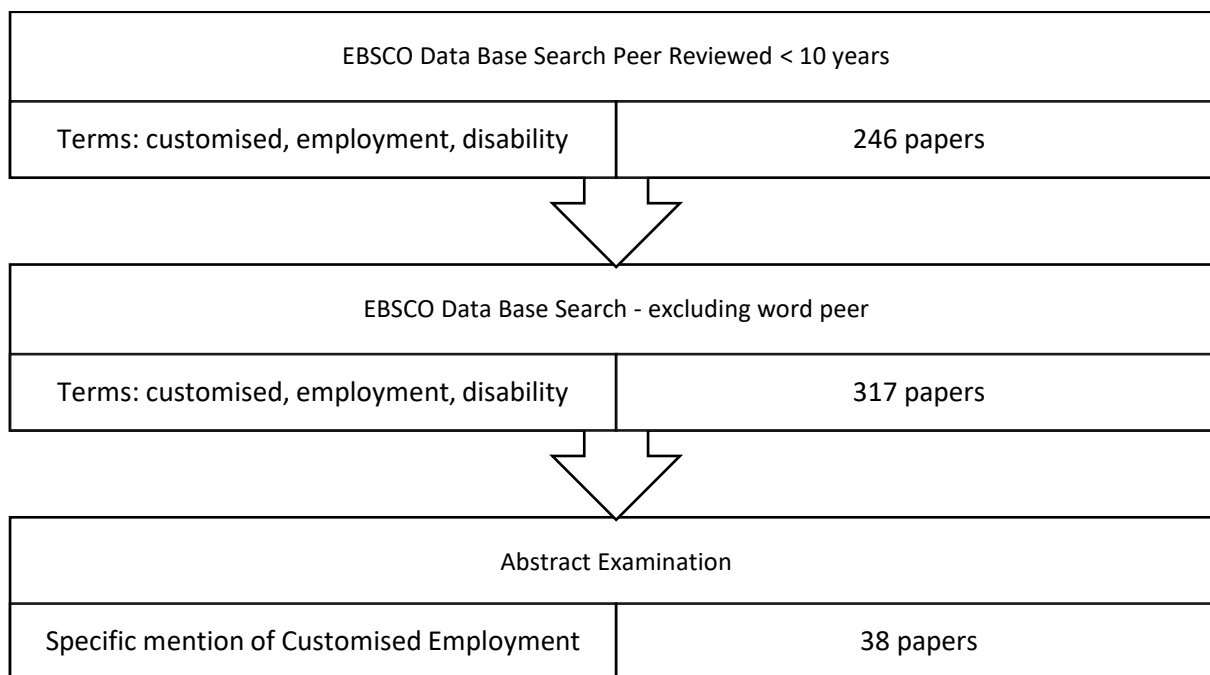 EBSCO Data Base Search Peer Reviewed < 10 years
Terms: customised, employment, disability
246 papers
EBSCO Data Base Search - excluding word peer
Terms: customised, employment, disability
317 papers
Abstract Examination
Specific mention of Customised Employment
38 papers